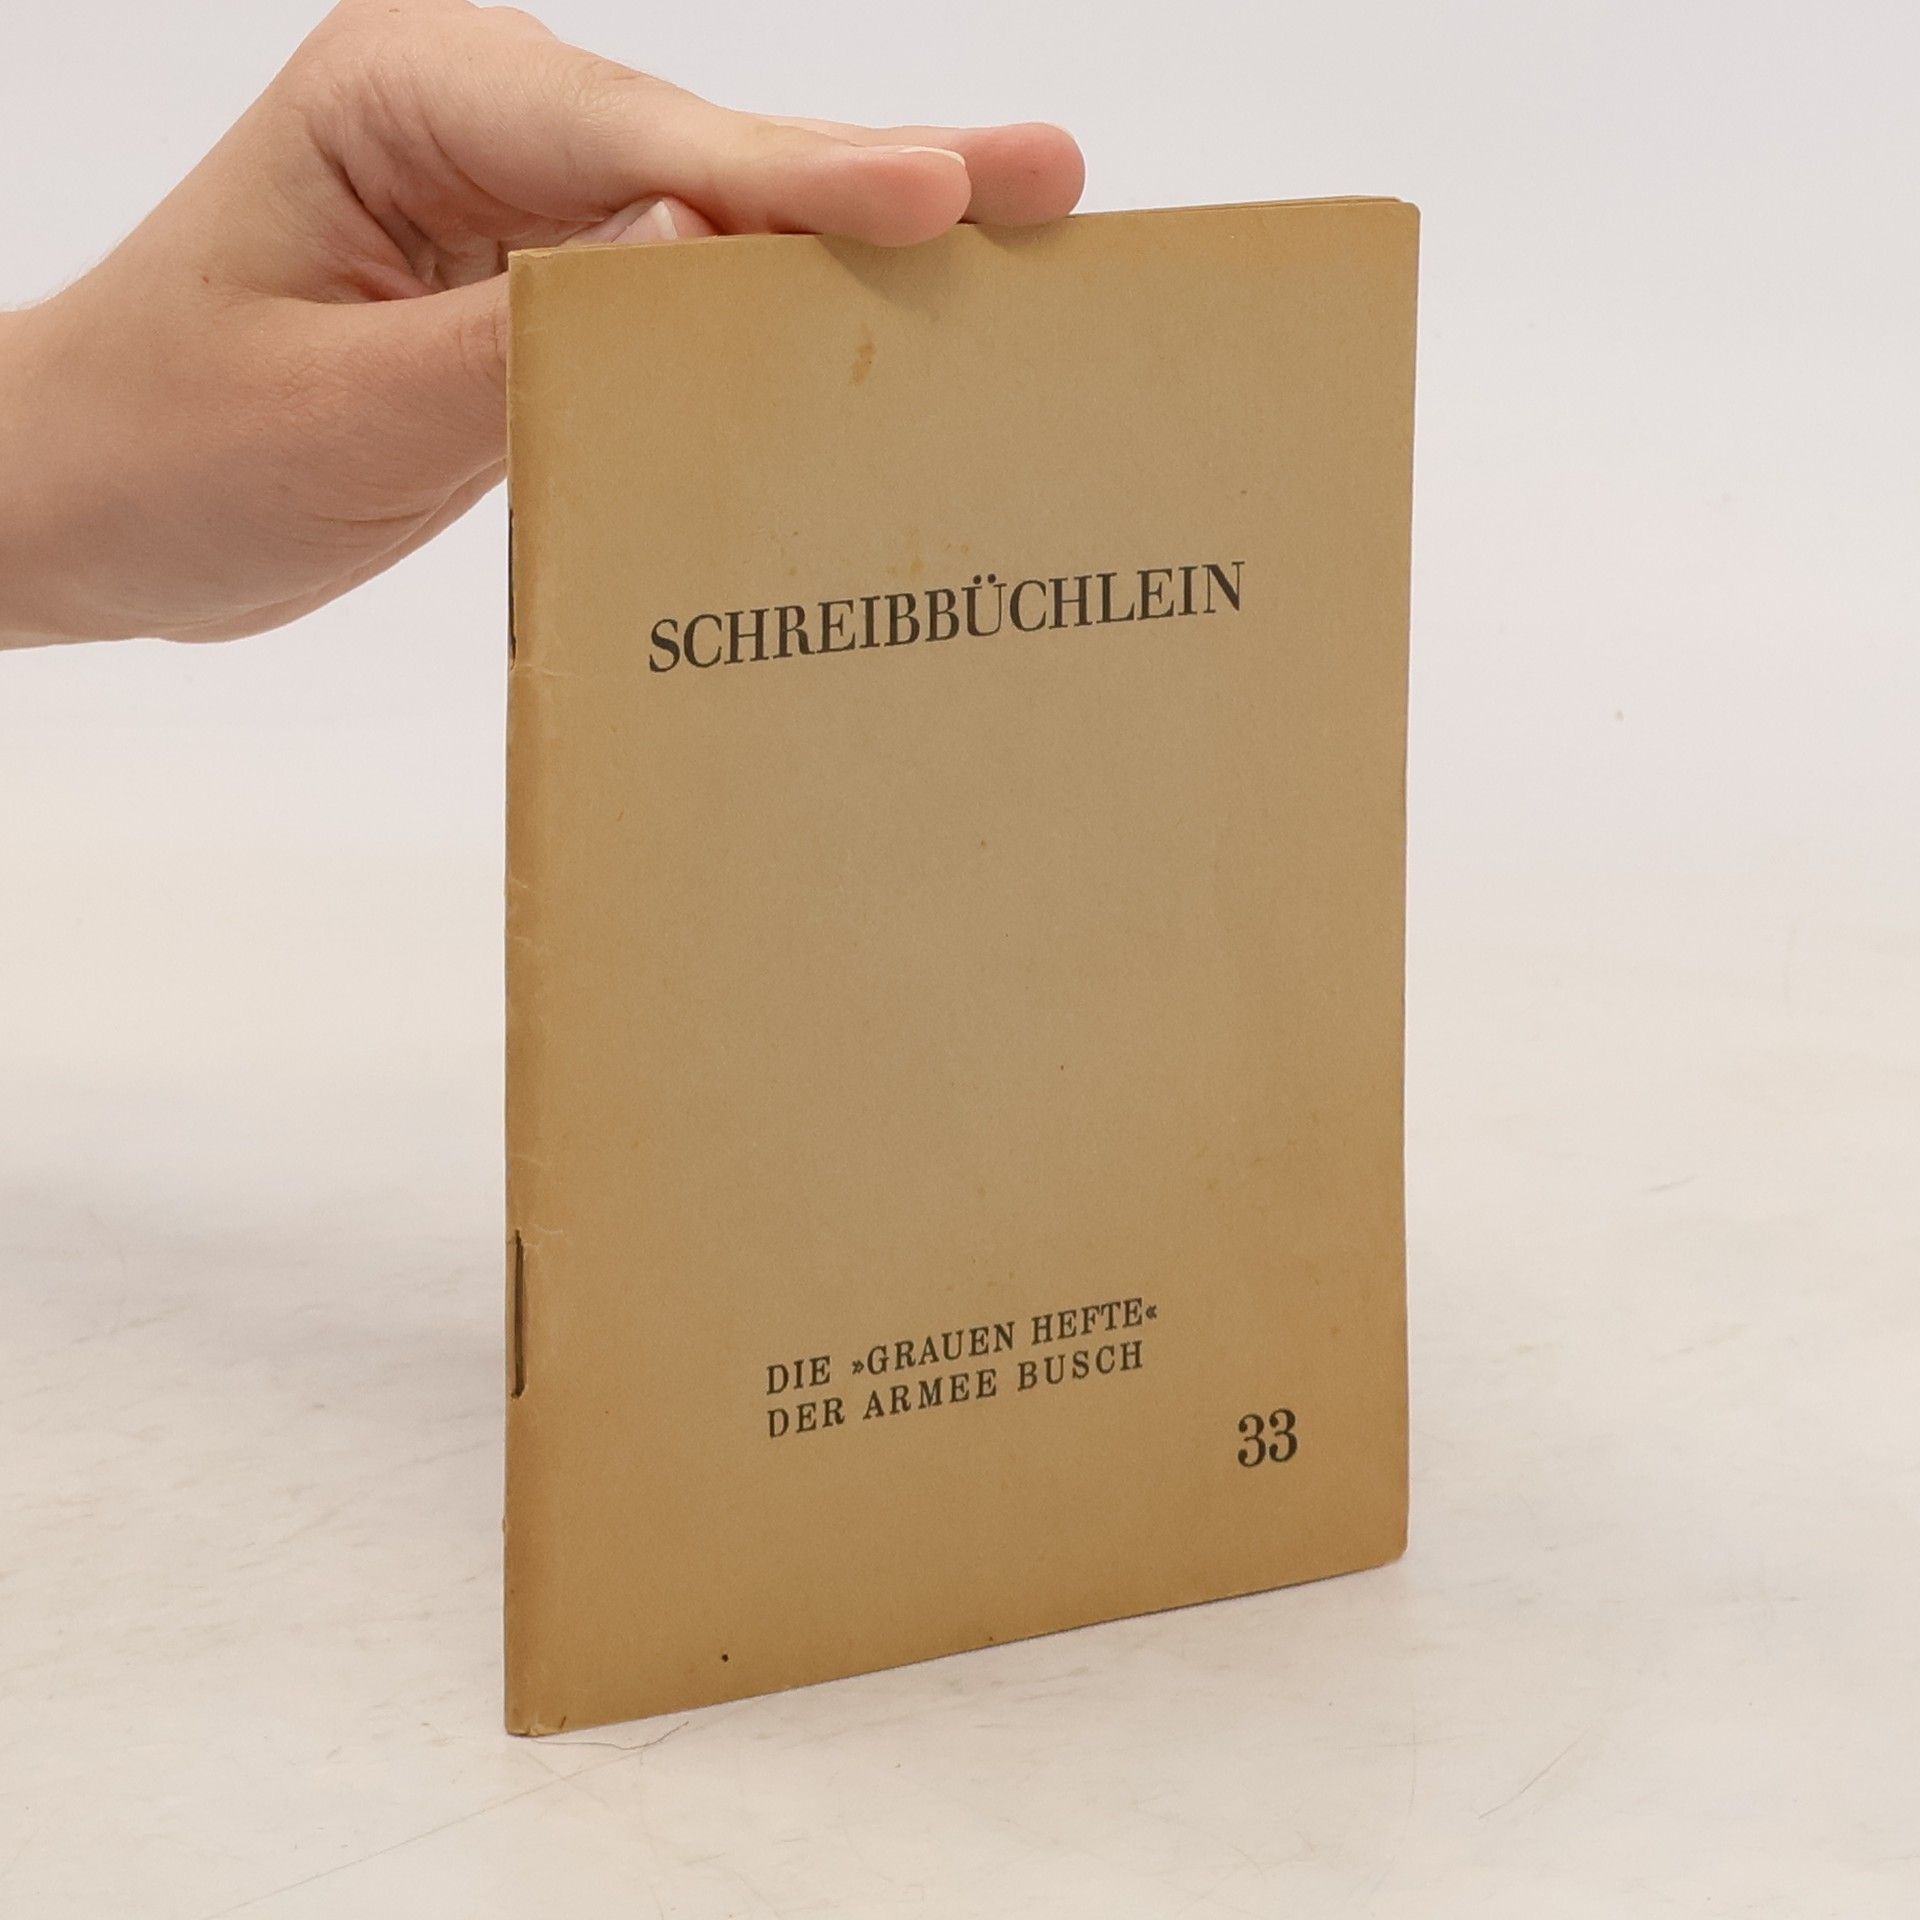 SCHREIBBÜCHLEIN
DIE »GRAUEN HEFTE«
DER ARMEE BUSCH
33